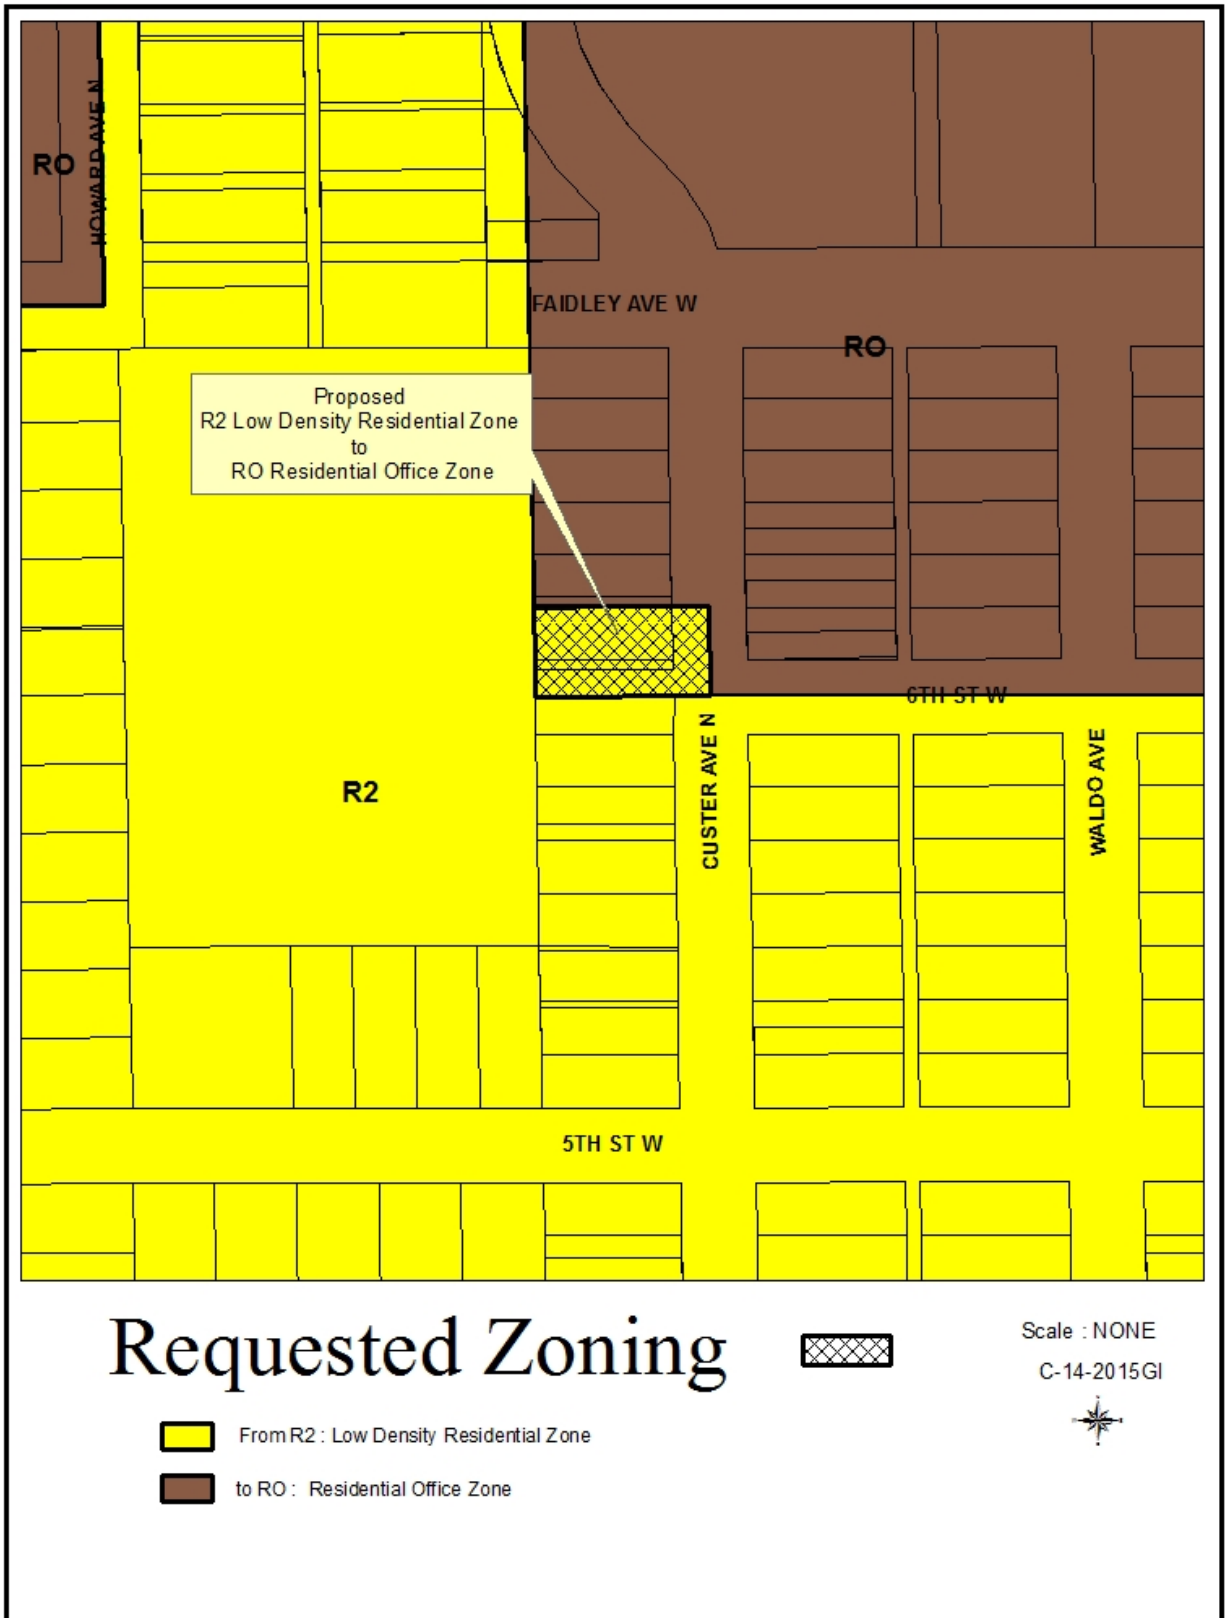 HOWARD AVE N
RO
FAIDLEY AVE W
RO
Proposed
R2 Low Density Residential Zone
to
RO Residential Office Zone
6TH ST W
CUSTER AVE N
WALDO AVE
R2
5TH ST W
Requested Zoning
Scale : NONE
C-14-2015GI
From R2 : Low Density Residential Zone
to RO : Residential Office Zone